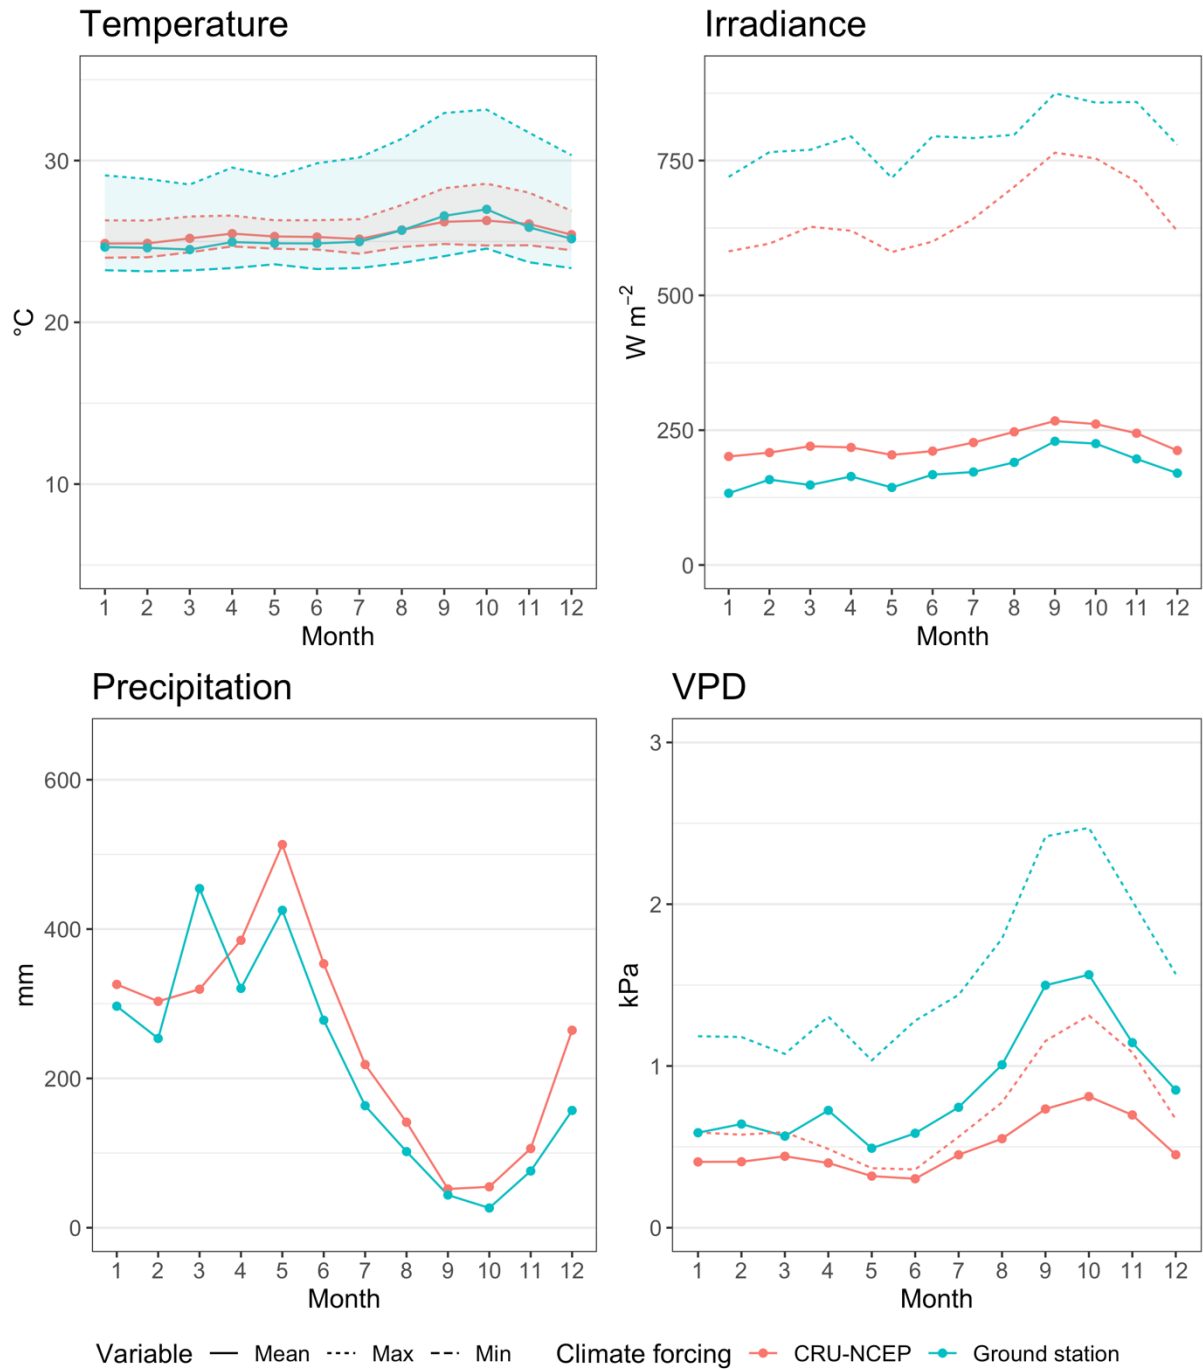 Temperature
Irradiance
30
20
10
°C
1 2 3 4 5 6 7 8 9 10 11 12
Month
750
500
250
0
W m⁻²
1 2 3 4 5 6 7 8 9 10 11 12
Month
Precipitation
VPD
600
400
200
0
mm
1 2 3 4 5 6 7 8 9 10 11 12
Month
3
2
1
0
kPa
1 2 3 4 5 6 7 8 9 10 11 12
Month
Variable Mean Max Min Climate forcing CRU-NCEP Ground station